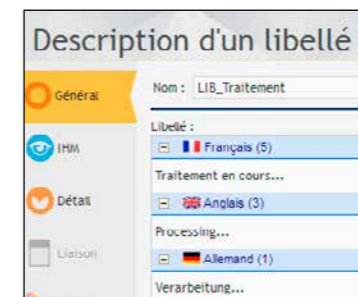 Description d'un libellé
Général
Nom : LIB_Traitement
Libellé :
Français (5)
IHM
Traitement en cours...
Détail
Anglais (3)
Processing...
Liaison
Allemand (1)
Verarbeitung...